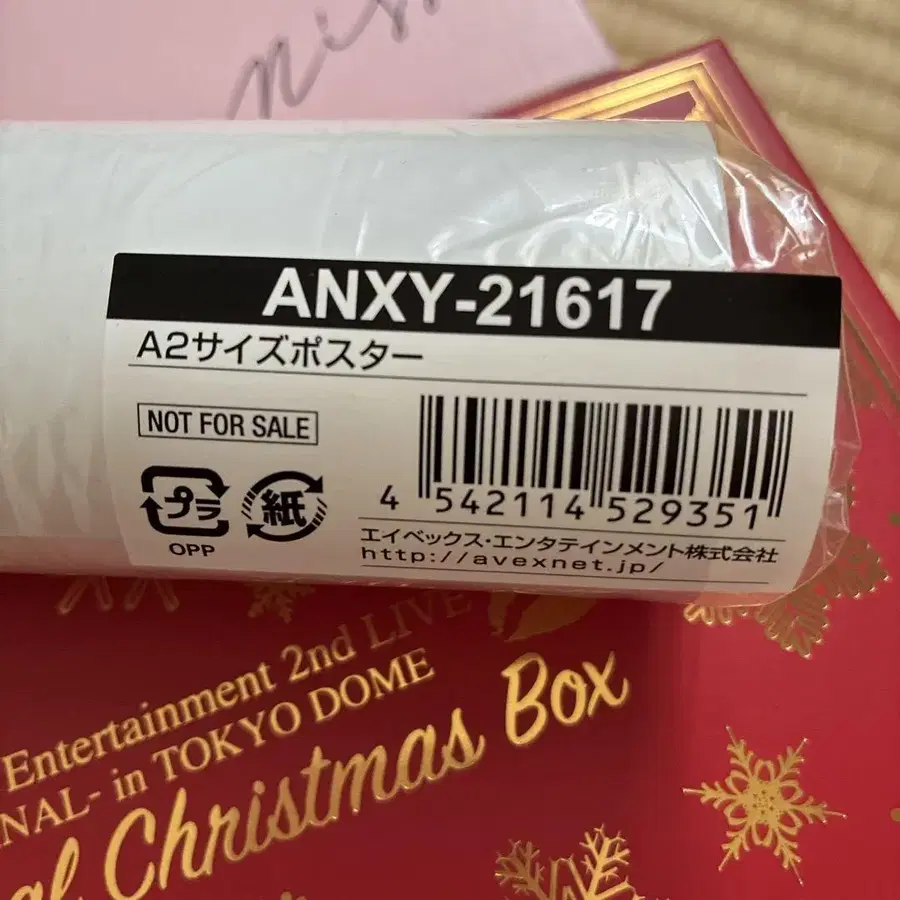 ANXY-21617
A2サイズポスター
NOT FOR SALE
プラ
OPP
紙
4 542114 529351
エイベックス・エンタテインメント株式会社
http://avexnet.jp/
Entertainment 2nd LIVE
NAL- in TOKYO DOME
al Christmas Box